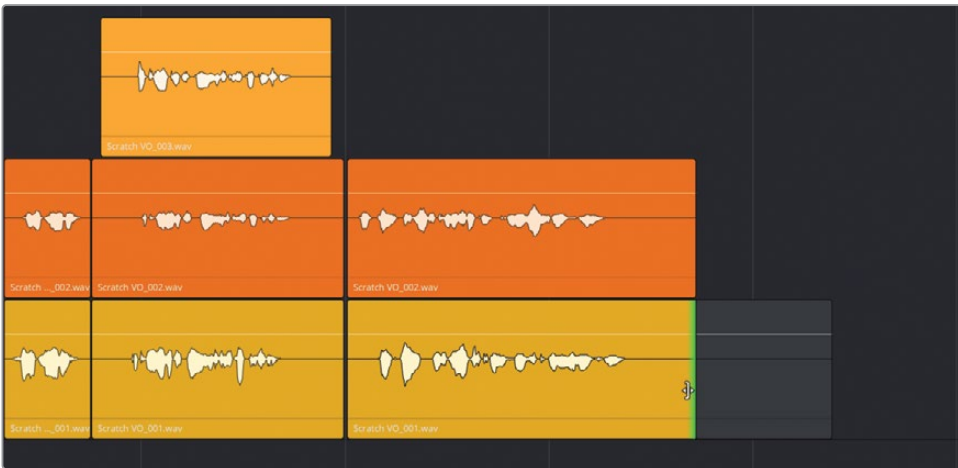 Scratch VO_003.wav
Scratch ..._002.wav
Scratch VO_002.wav
Scratch VO_002.wav
Scratch ..._001.wav
Scratch VO_001.wav
Scratch VO_001.wav